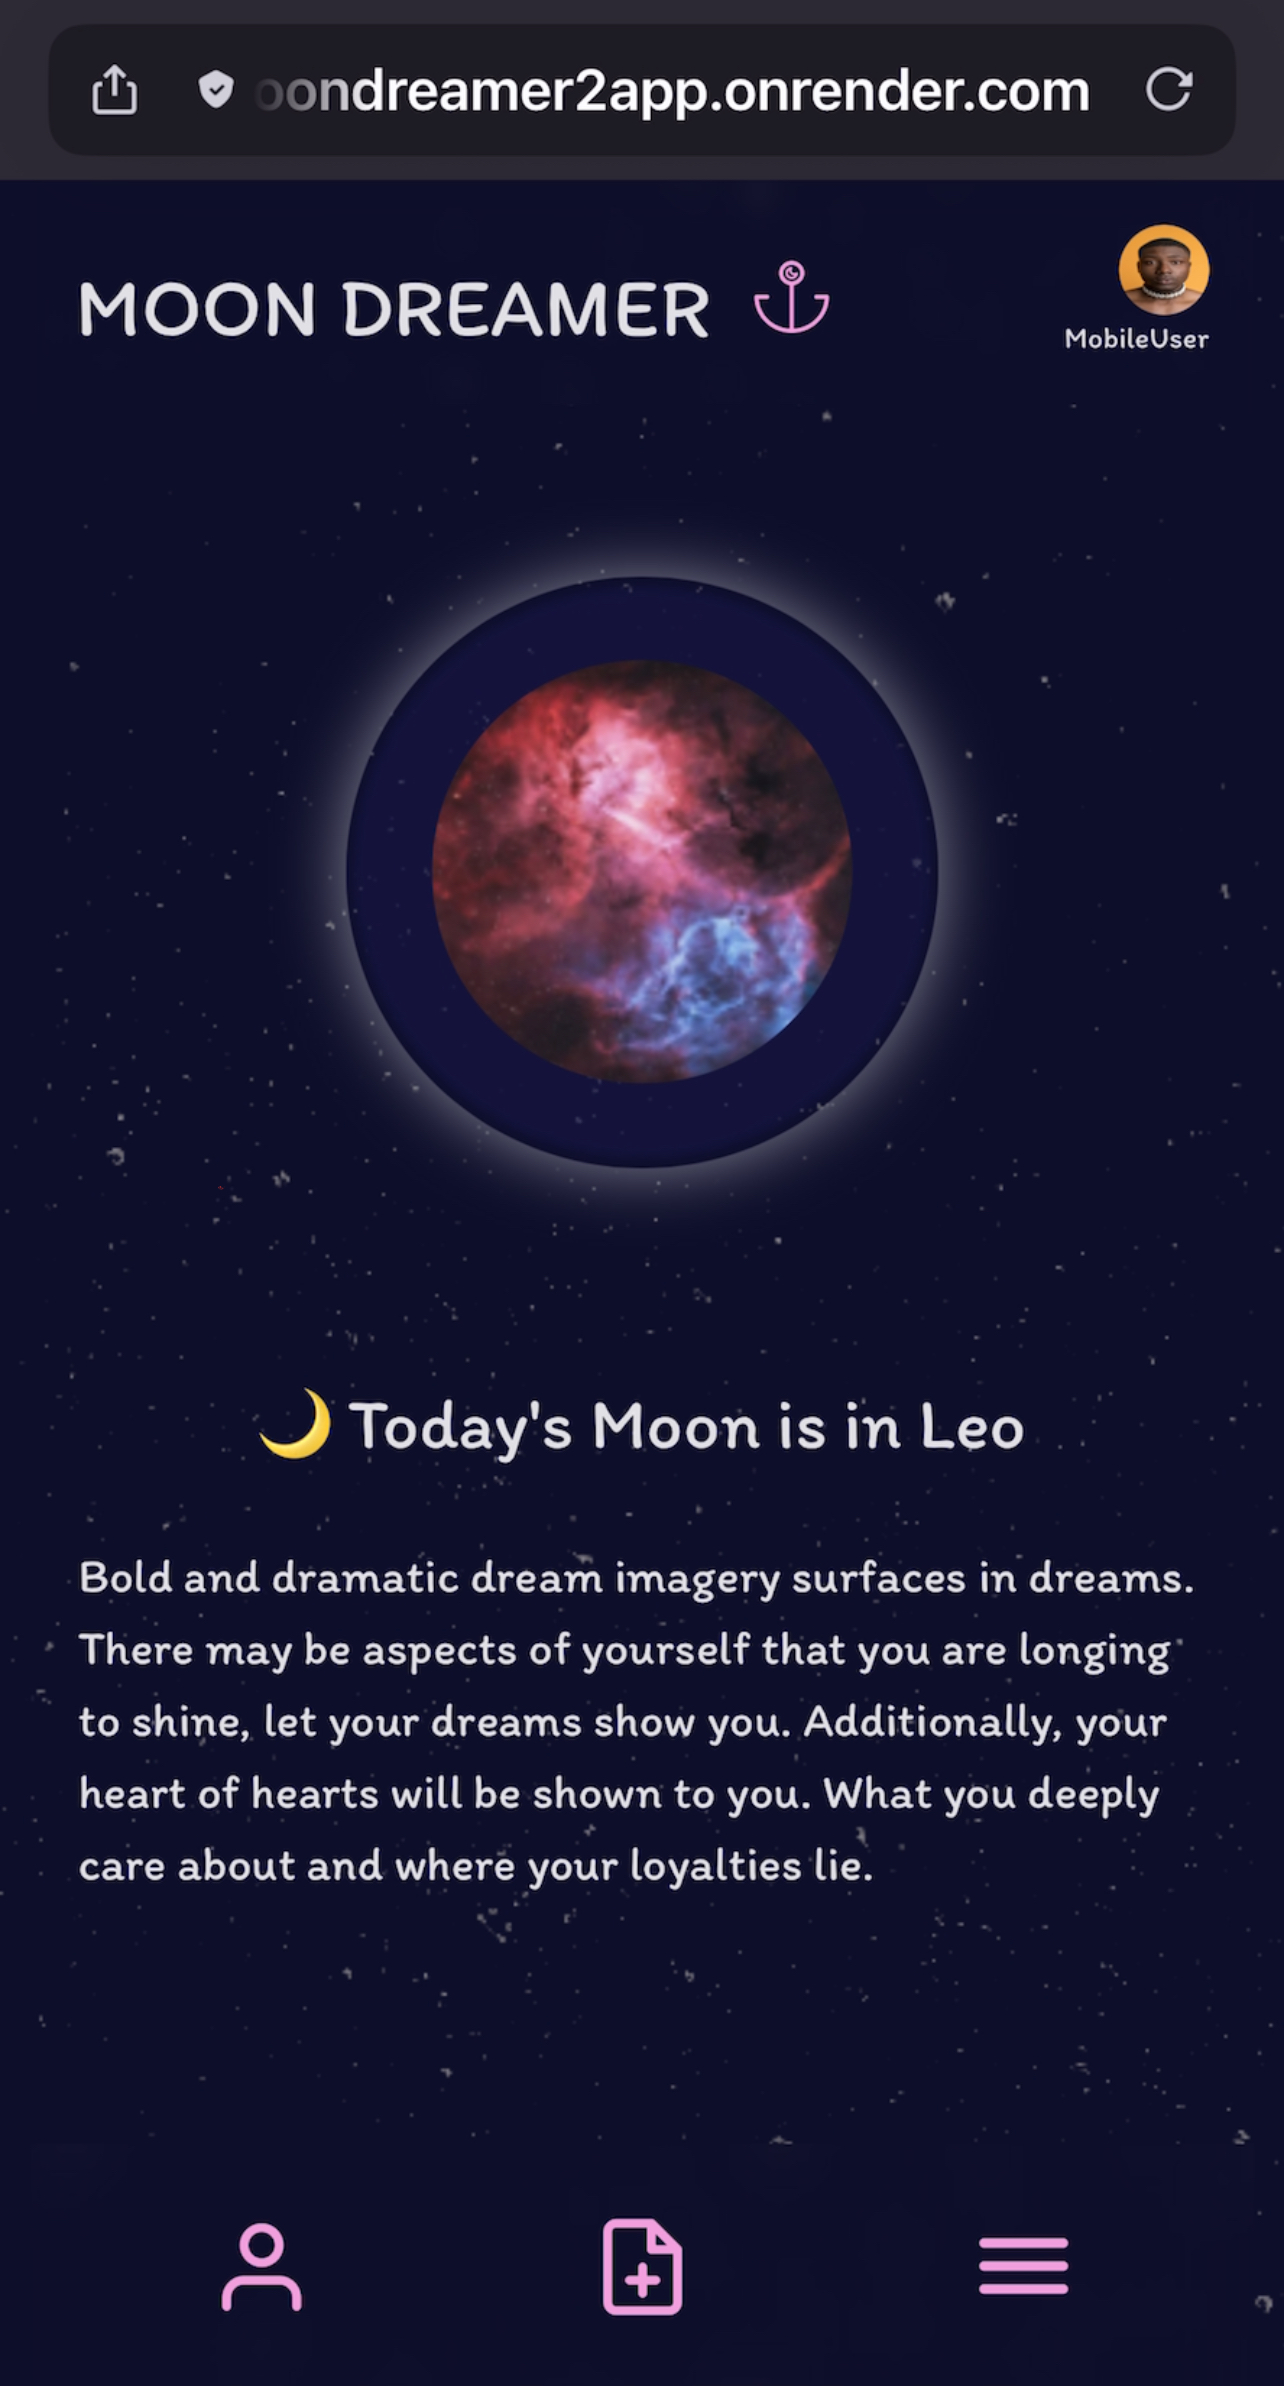 oondreamer2app.onrender.com
MOON DREAMER
MobileUser
🌙 Today's Moon is in Leo
Bold and dramatic dream imagery surfaces in dreams.
There may be aspects of yourself that you are longing
to shine, let your dreams show you. Additionally, your
heart of hearts will be shown to you. What you deeply
care about and where your loyalties lie.